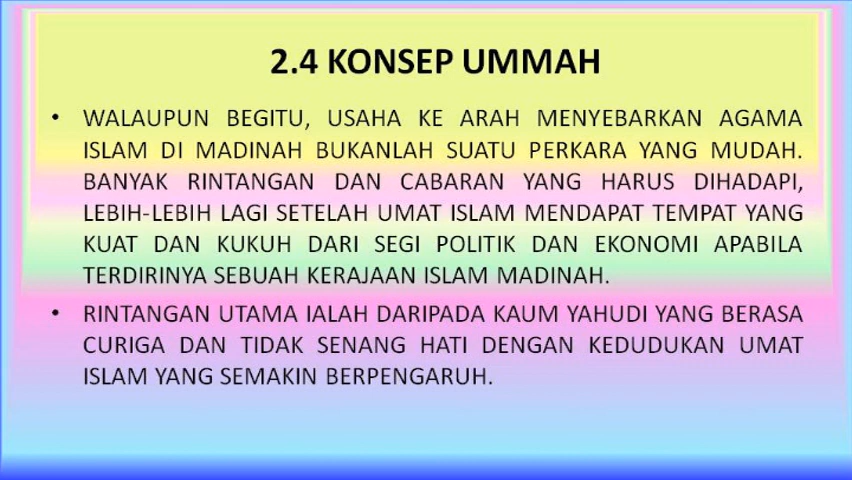 2.4 KONSEP UMMAH
• WALAUPUN BEGITU, USAHA KE ARAH MENYEBARKAN AGAMA
ISLAM DI MADINAH BUKANLAH SUATU PERKARA YANG MUDAH.
BANYAK RINTANGAN DAN CABARAN YANG HARUS DIHADAPI,
LEBIH-LEBIH LAGI SETELAH UMAT ISLAM MENDAPAT TEMPAT YANG
KUAT DAN KUKUH DARI SEGI POLITIK DAN EKONOMI APABILA
TERDIRINYA SEBUAH KERAJAAN ISLAM MADINAH.
• RINTANGAN UTAMA IALAH DARIPADA KAUM YAHUDI YANG BERASA
CURIGA DAN TIDAK SENANG HATI DENGAN KEDUDUKAN UMAT
ISLAM YANG SEMAKIN BERPENGARUH.